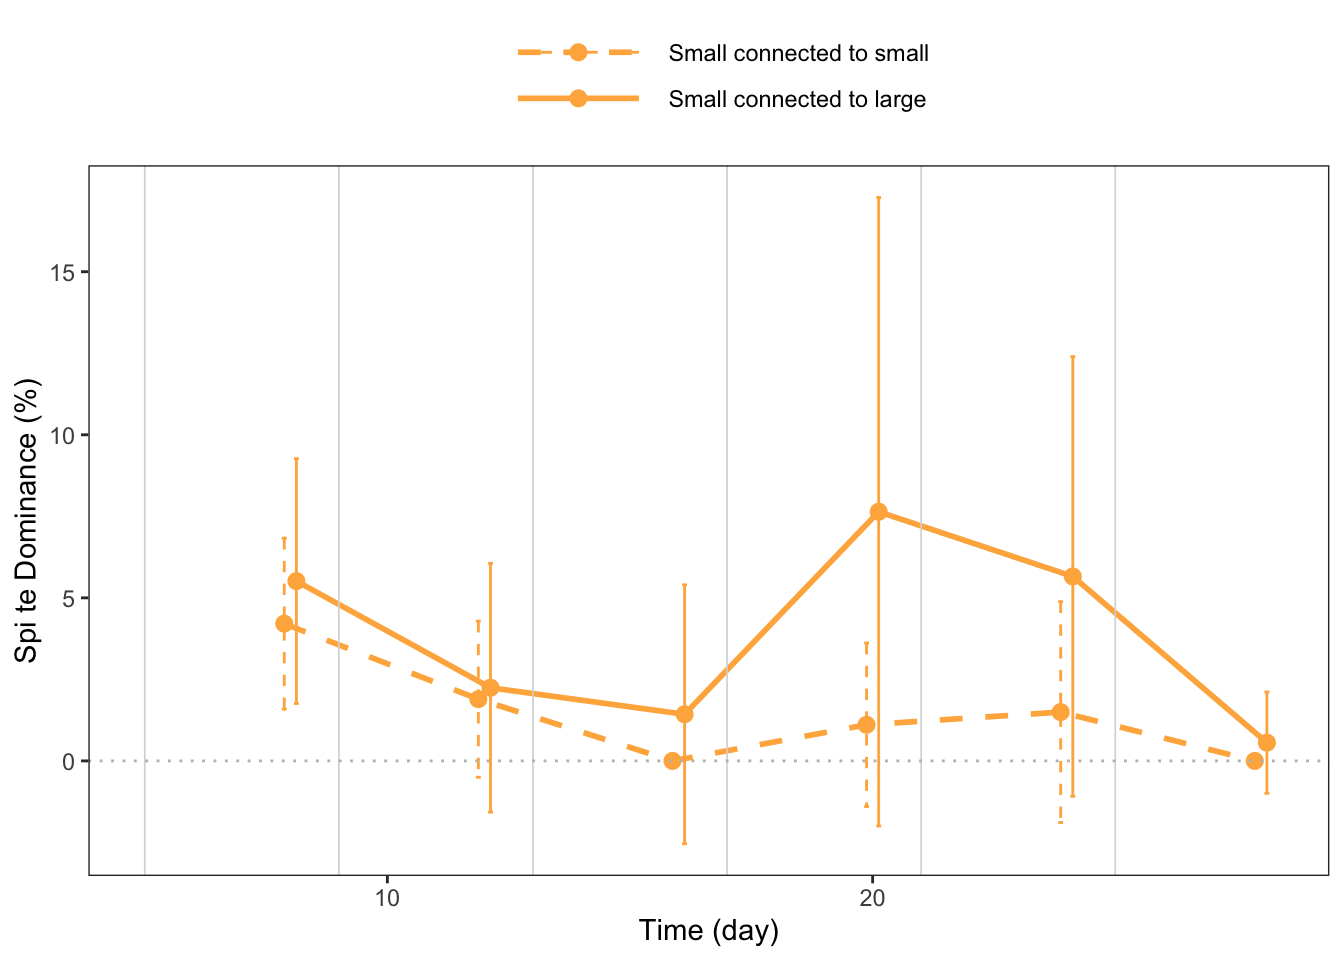 Small connected to small
Small connected to large
Spi te Dominance (%)
15
10
5
0
10
20
Time (day)